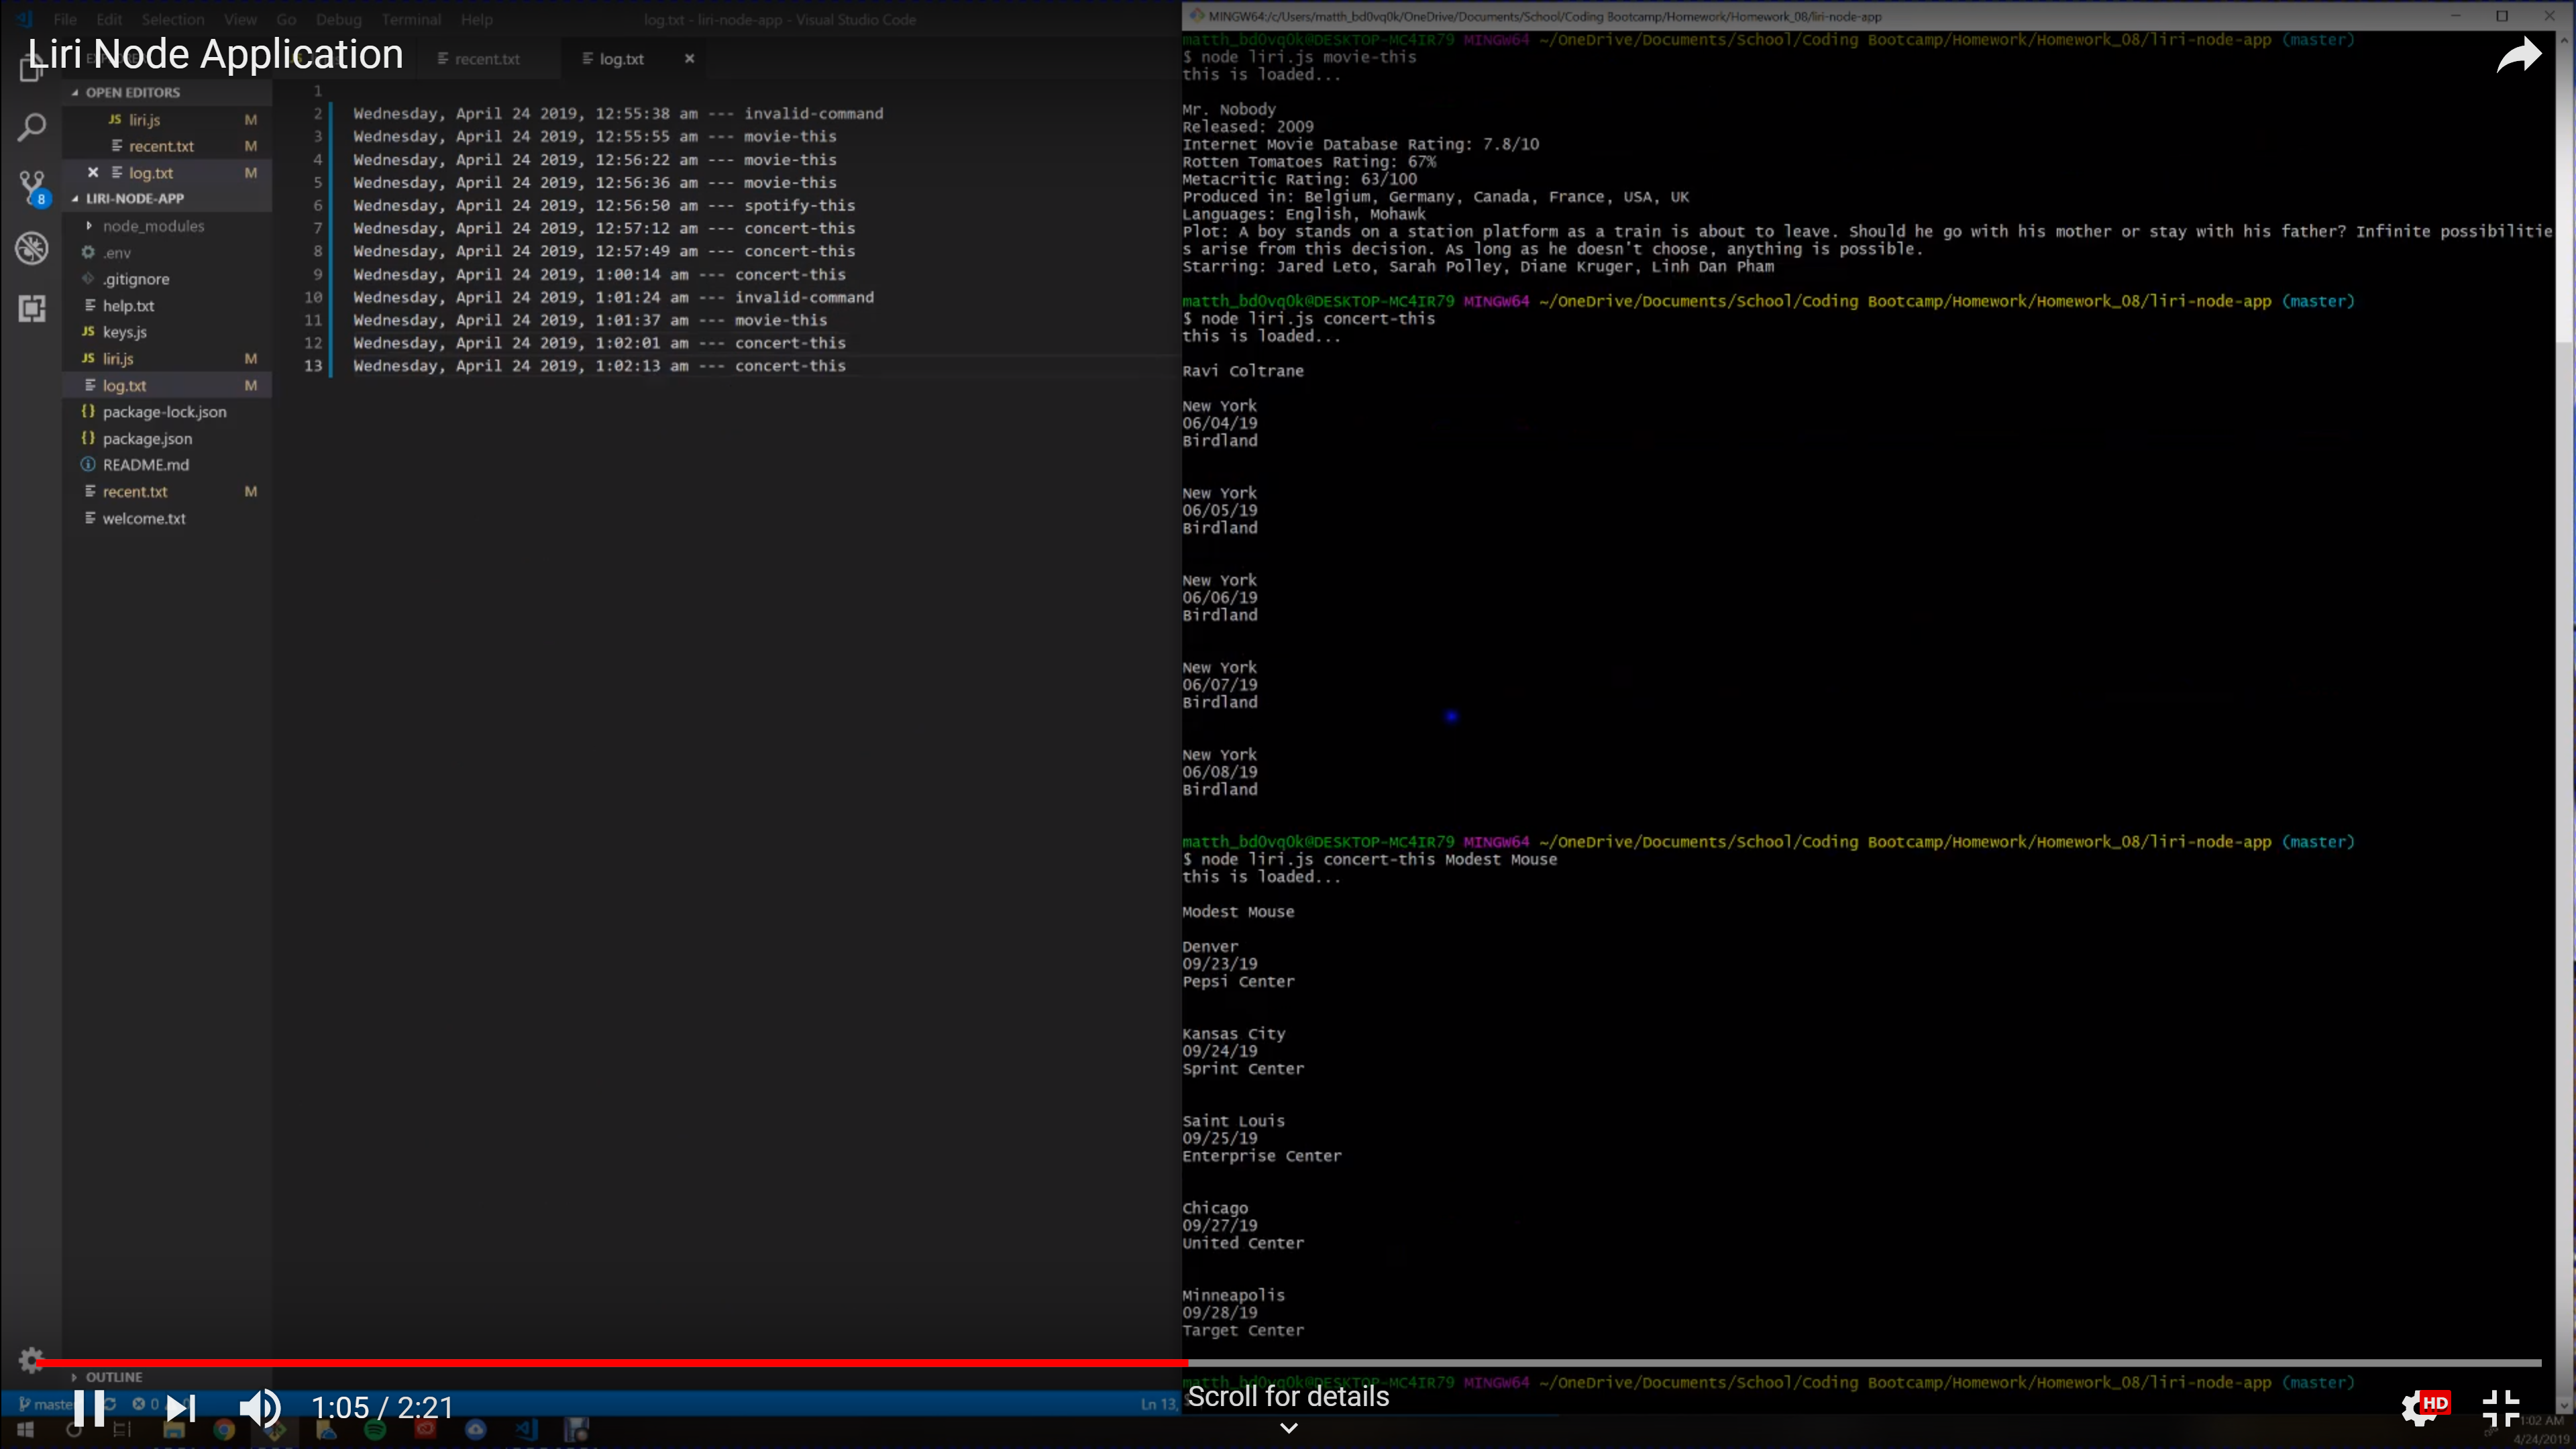 File Edit Selection View Go Debug Terminal Help
log.txt - liri-node-app - Visual Studio Code
Liri Node Application
recent.txt
log.txt
OPEN EDITORS
JS liri.js M
recent.txt M
log.txt M
LIRI-NODE-APP
node_modules
.env
.gitignore
help.txt
JS keys.js
JS liri.js M
log.txt M
{} package-lock.json
{} package.json
README.md
recent.txt M
welcome.txt
OUTLINE
8
1
2 Wednesday, April 24 2019, 12:55:38 am --- invalid-command
3 Wednesday, April 24 2019, 12:55:55 am --- movie-this
4 Wednesday, April 24 2019, 12:56:22 am --- movie-this
5 Wednesday, April 24 2019, 12:56:36 am --- movie-this
6 Wednesday, April 24 2019, 12:56:50 am --- spotify-this
7 Wednesday, April 24 2019, 12:57:12 am --- concert-this
8 Wednesday, April 24 2019, 12:57:49 am --- concert-this
9 Wednesday, April 24 2019, 1:00:14 am --- concert-this
10 Wednesday, April 24 2019, 1:01:24 am --- invalid-command
11 Wednesday, April 24 2019, 1:01:37 am --- movie-this
12 Wednesday, April 24 2019, 1:02:01 am --- concert-this
13 Wednesday, April 24 2019, 1:02:13 am --- concert-this
MINGW64:/c/Users/matth_bd0vq0k/OneDrive/Documents/School/Coding Bootcamp/Homework/Homework_08/liri-node-app
matth_bd0vq0k@DESKTOP-MC4IR79 MINGW64 ~/OneDrive/Documents/School/Coding Bootcamp/Homework/Homework_08/liri-node-app (master)
$ node liri.js movie-this
this is loaded...
Mr. Nobody
Released: 2009
Internet Movie Database Rating: 7.8/10
Rotten Tomatoes Rating: 67%
Metacritic Rating: 63/100
Produced in: Belgium, Germany, Canada, France, USA, UK
Languages: English, Mohawk
Plot: A boy stands on a station platform as a train is about to leave. Should he go with his mother or stay with his father? Infinite possibilitie
s arise from this decision. As long as he doesn't choose, anything is possible.
Starring: Jared Leto, Sarah Polley, Diane Kruger, Linh Dan Pham
matth_bd0vq0k@DESKTOP-MC4IR79 MINGW64 ~/OneDrive/Documents/School/Coding Bootcamp/Homework/Homework_08/liri-node-app (master)
$ node liri.js concert-this
this is loaded...
Ravi Coltrane
New York
06/04/19
Birdland
New York
06/05/19
Birdland
New York
06/06/19
Birdland
New York
06/07/19
Birdland
New York
06/08/19
Birdland
matth_bd0vq0k@DESKTOP-MC4IR79 MINGW64 ~/OneDrive/Documents/School/Coding Bootcamp/Homework/Homework_08/liri-node-app (master)
$ node liri.js concert-this Modest Mouse
this is loaded...
Modest Mouse
Denver
09/23/19
Pepsi Center
Kansas City
09/24/19
Sprint Center
Saint Louis
09/25/19
Enterprise Center
Chicago
09/27/19
United Center
Minneapolis
09/28/19
Target Center
matth_bd0vq0k@DESKTOP-MC4IR79 MINGW64 ~/OneDrive/Documents/School/Coding Bootcamp/Homework/Homework_08/liri-node-app (master)
Scroll for details
1:05 / 2:21
HD
Ln 13,
1:02 AM
4/24/2019